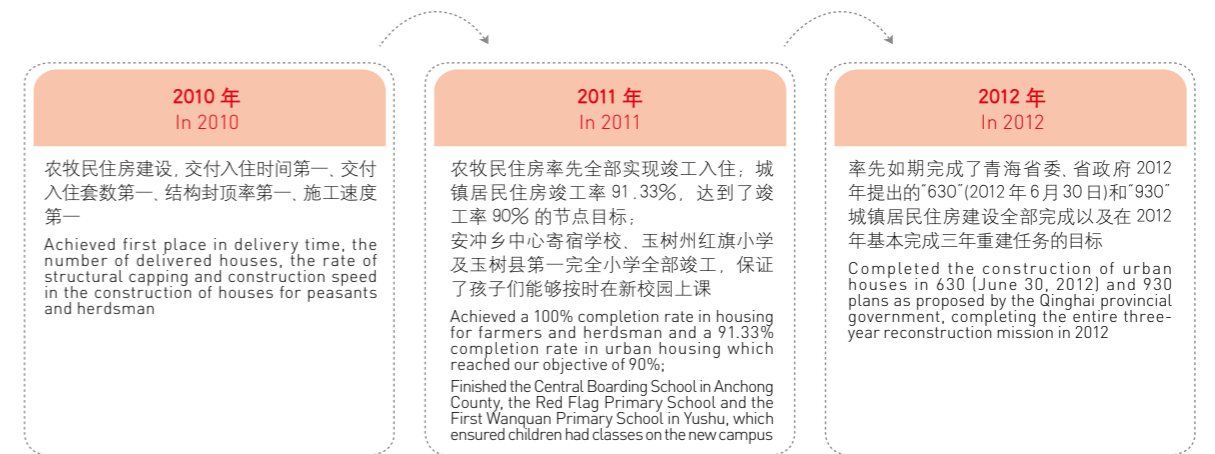 2010 年
In 2010
农牧民住房建设，交付入住时间第一、交付
入住套数第一、结构封顶率第一、施工速度
第一
Achieved first place in delivery time, the
number of delivered houses, the rate of
structural capping and construction speed
in the construction of houses for peasants
and herdsman
2011 年
In 2011
农牧民住房率先全部实现竣工入住；城
镇居民住房竣工率 91.33%，达到了竣
工率 90% 的节点目标；
安冲乡中心寄宿学校、玉树州红旗小学
及玉树县第一完全小学全部竣工，保证
了孩子们能够按时在新校园上课
Achieved a 100% completion rate in housing
for farmers and herdsman and a 91.33%
completion rate in urban housing which
reached our objective of 90%;
Finished the Central Boarding School in Anchong
County, the Red Flag Primary School and the
First Wanquan Primary School in Yushu, which
ensured children had classes on the new campus
2012 年
In 2012
率先如期完成了青海省委、省政府 2012
年提出的“630”(2012 年 6 月 30 日)和“930”
城镇居民住房建设全部完成以及在 2012
年基本完成三年重建任务的目标
Completed the construction of urban
houses in 630 (June 30, 2012) and 930
plans as proposed by the Qinghai provincial
government, completing the entire three-
year reconstruction mission in 2012